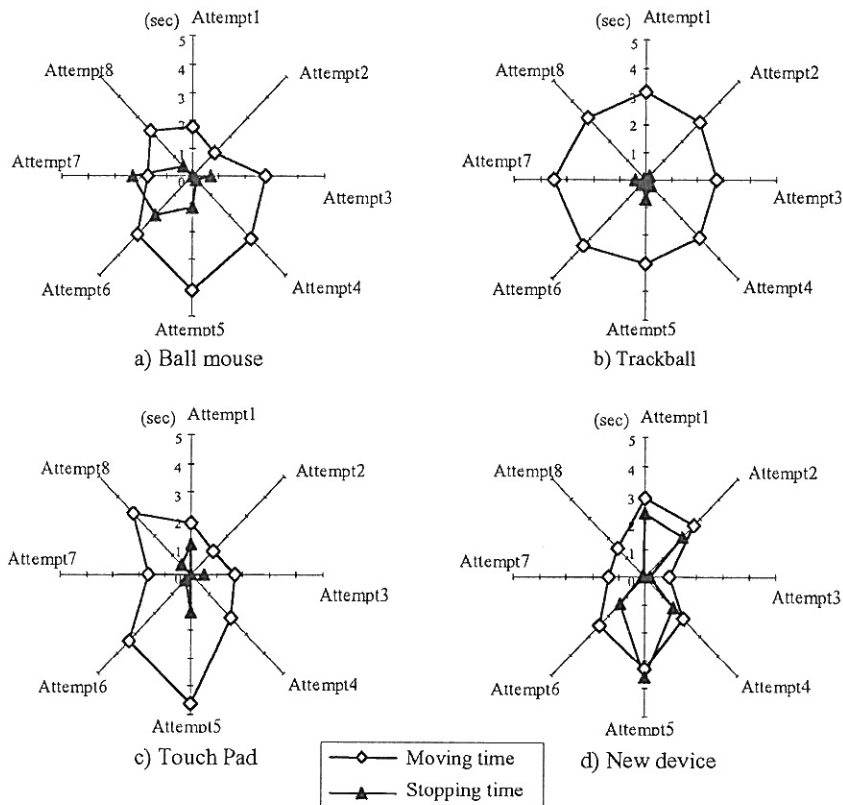 (sec) Attempt1
5
4
3
2
1
0
Attempt2
Attempt3
Attempt4
Attempt5
Attempt6
Attempt7
Attempt8
a) Ball mouse
(sec) Attempt1
5
4
3
2
1
0
Attempt2
Attempt3
Attempt4
Attempt5
Attempt6
Attempt7
Attempt8
b) Trackball
(sec) Attempt1
5
4
3
2
1
0
Attempt2
Attempt3
Attempt4
Attempt5
Attempt6
Attempt7
Attempt8
c) Touch Pad
(sec) Attempt1
5
4
3
2
1
0
Attempt2
Attempt3
Attempt4
Attempt5
Attempt6
Attempt7
Attempt8
d) New device
Moving time
Stopping time